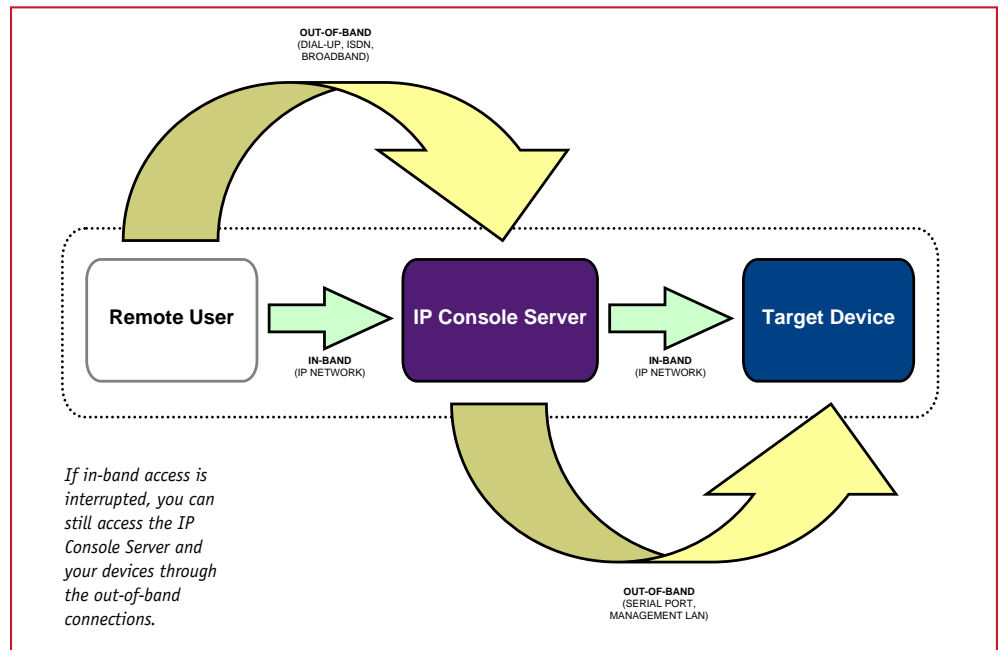 OUT-OF-BAND
(DIAL-UP, ISDN,
BROADBAND)
Remote User
IP Console Server
Target Device
IN-BAND
(IP NETWORK)
IN-BAND
(IP NETWORK)
If in-band access is
interrupted, you can
still access the IP
Console Server and
your devices through
the out-of-band
connections.
OUT-OF-BAND
(SERIAL PORT,
MANAGEMENT LAN)